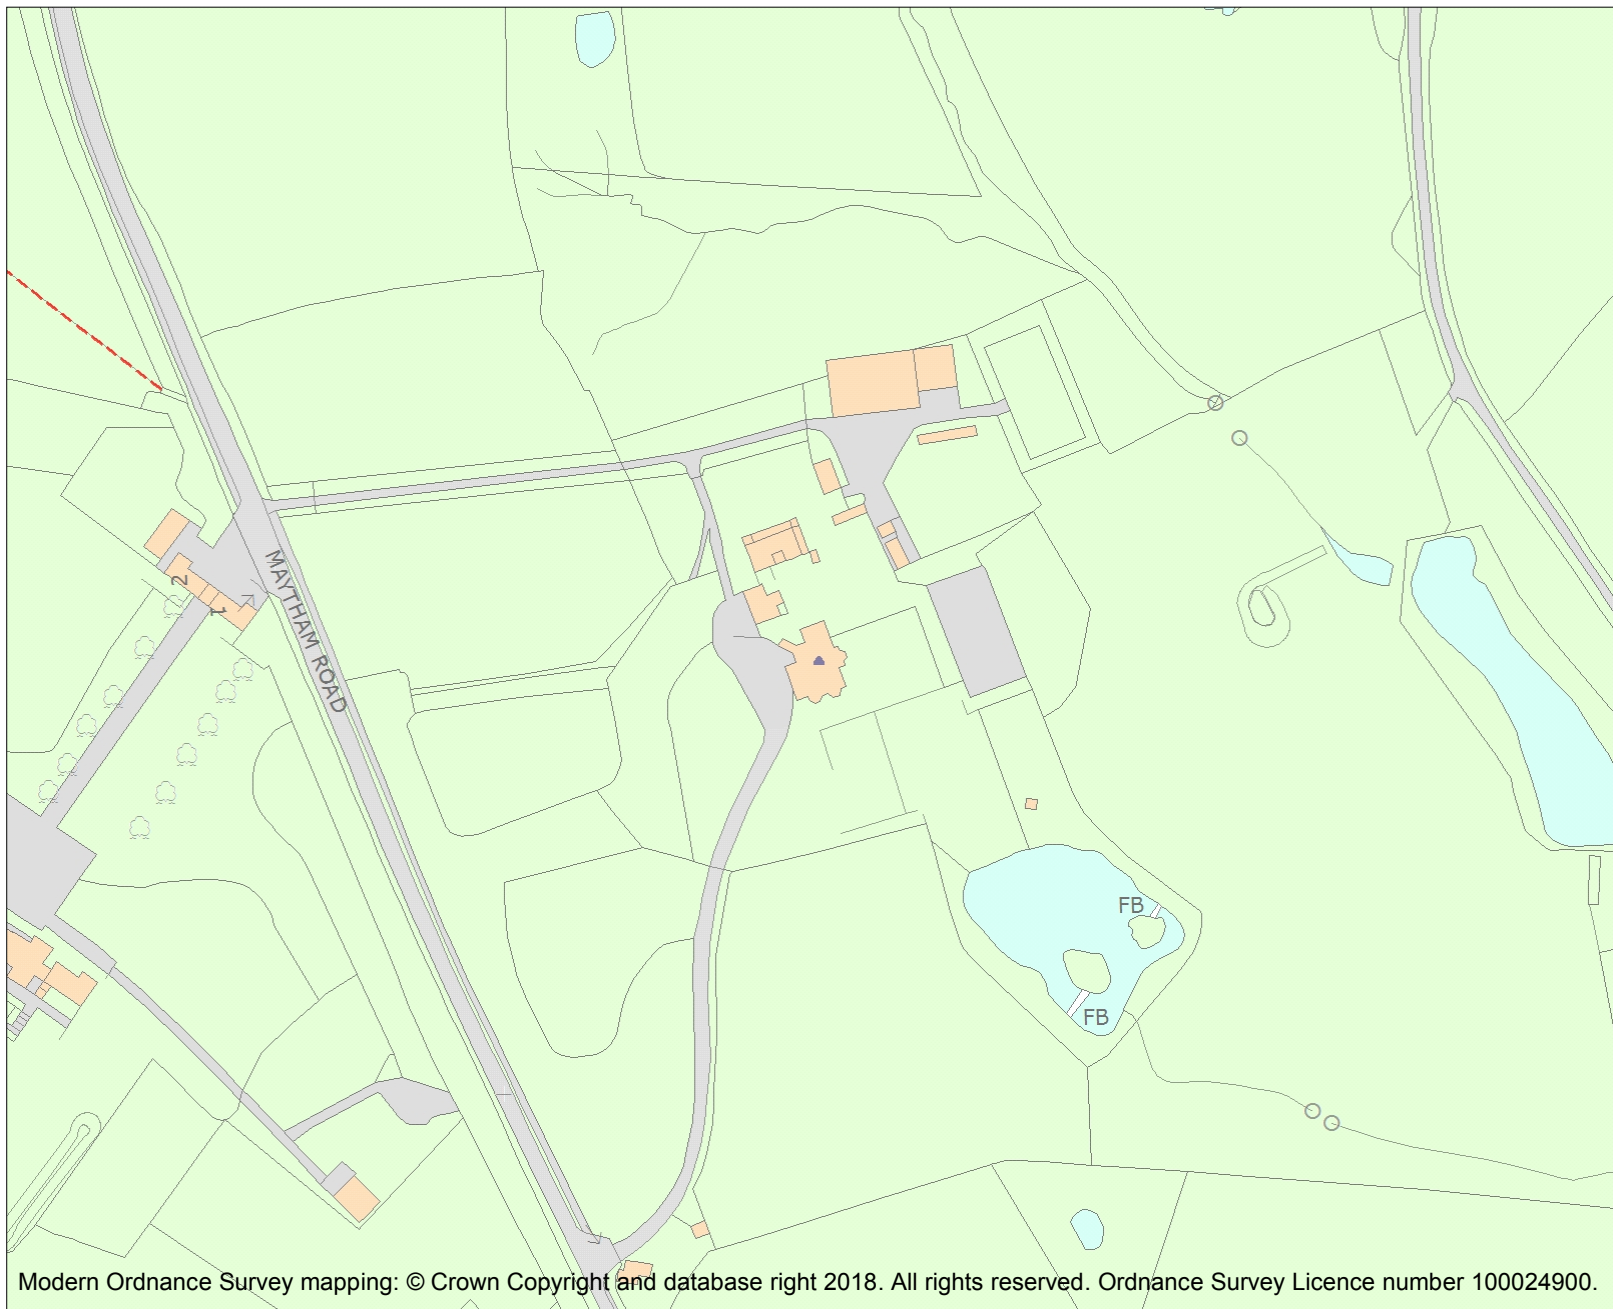 2
1
MAYTHAM ROAD
FB
FB
Modern Ordnance Survey mapping: © Crown Copyright and database right 2018. All rights reserved. Ordnance Survey Licence number 100024900.